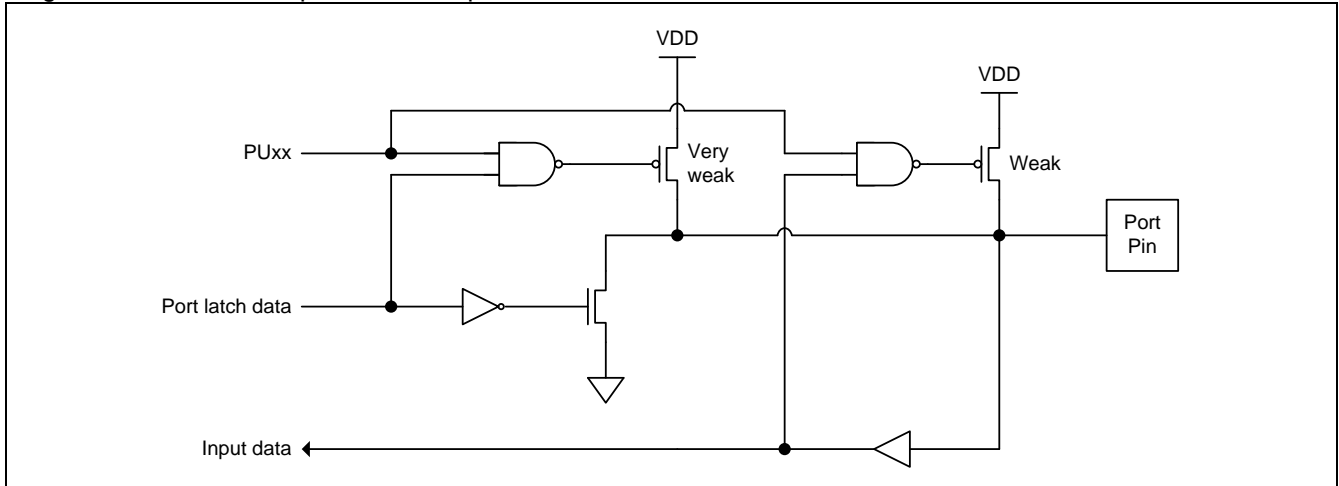 VDD
VDD
PUxx
Very
weak
Weak
Port
Pin
Port latch data
Input data